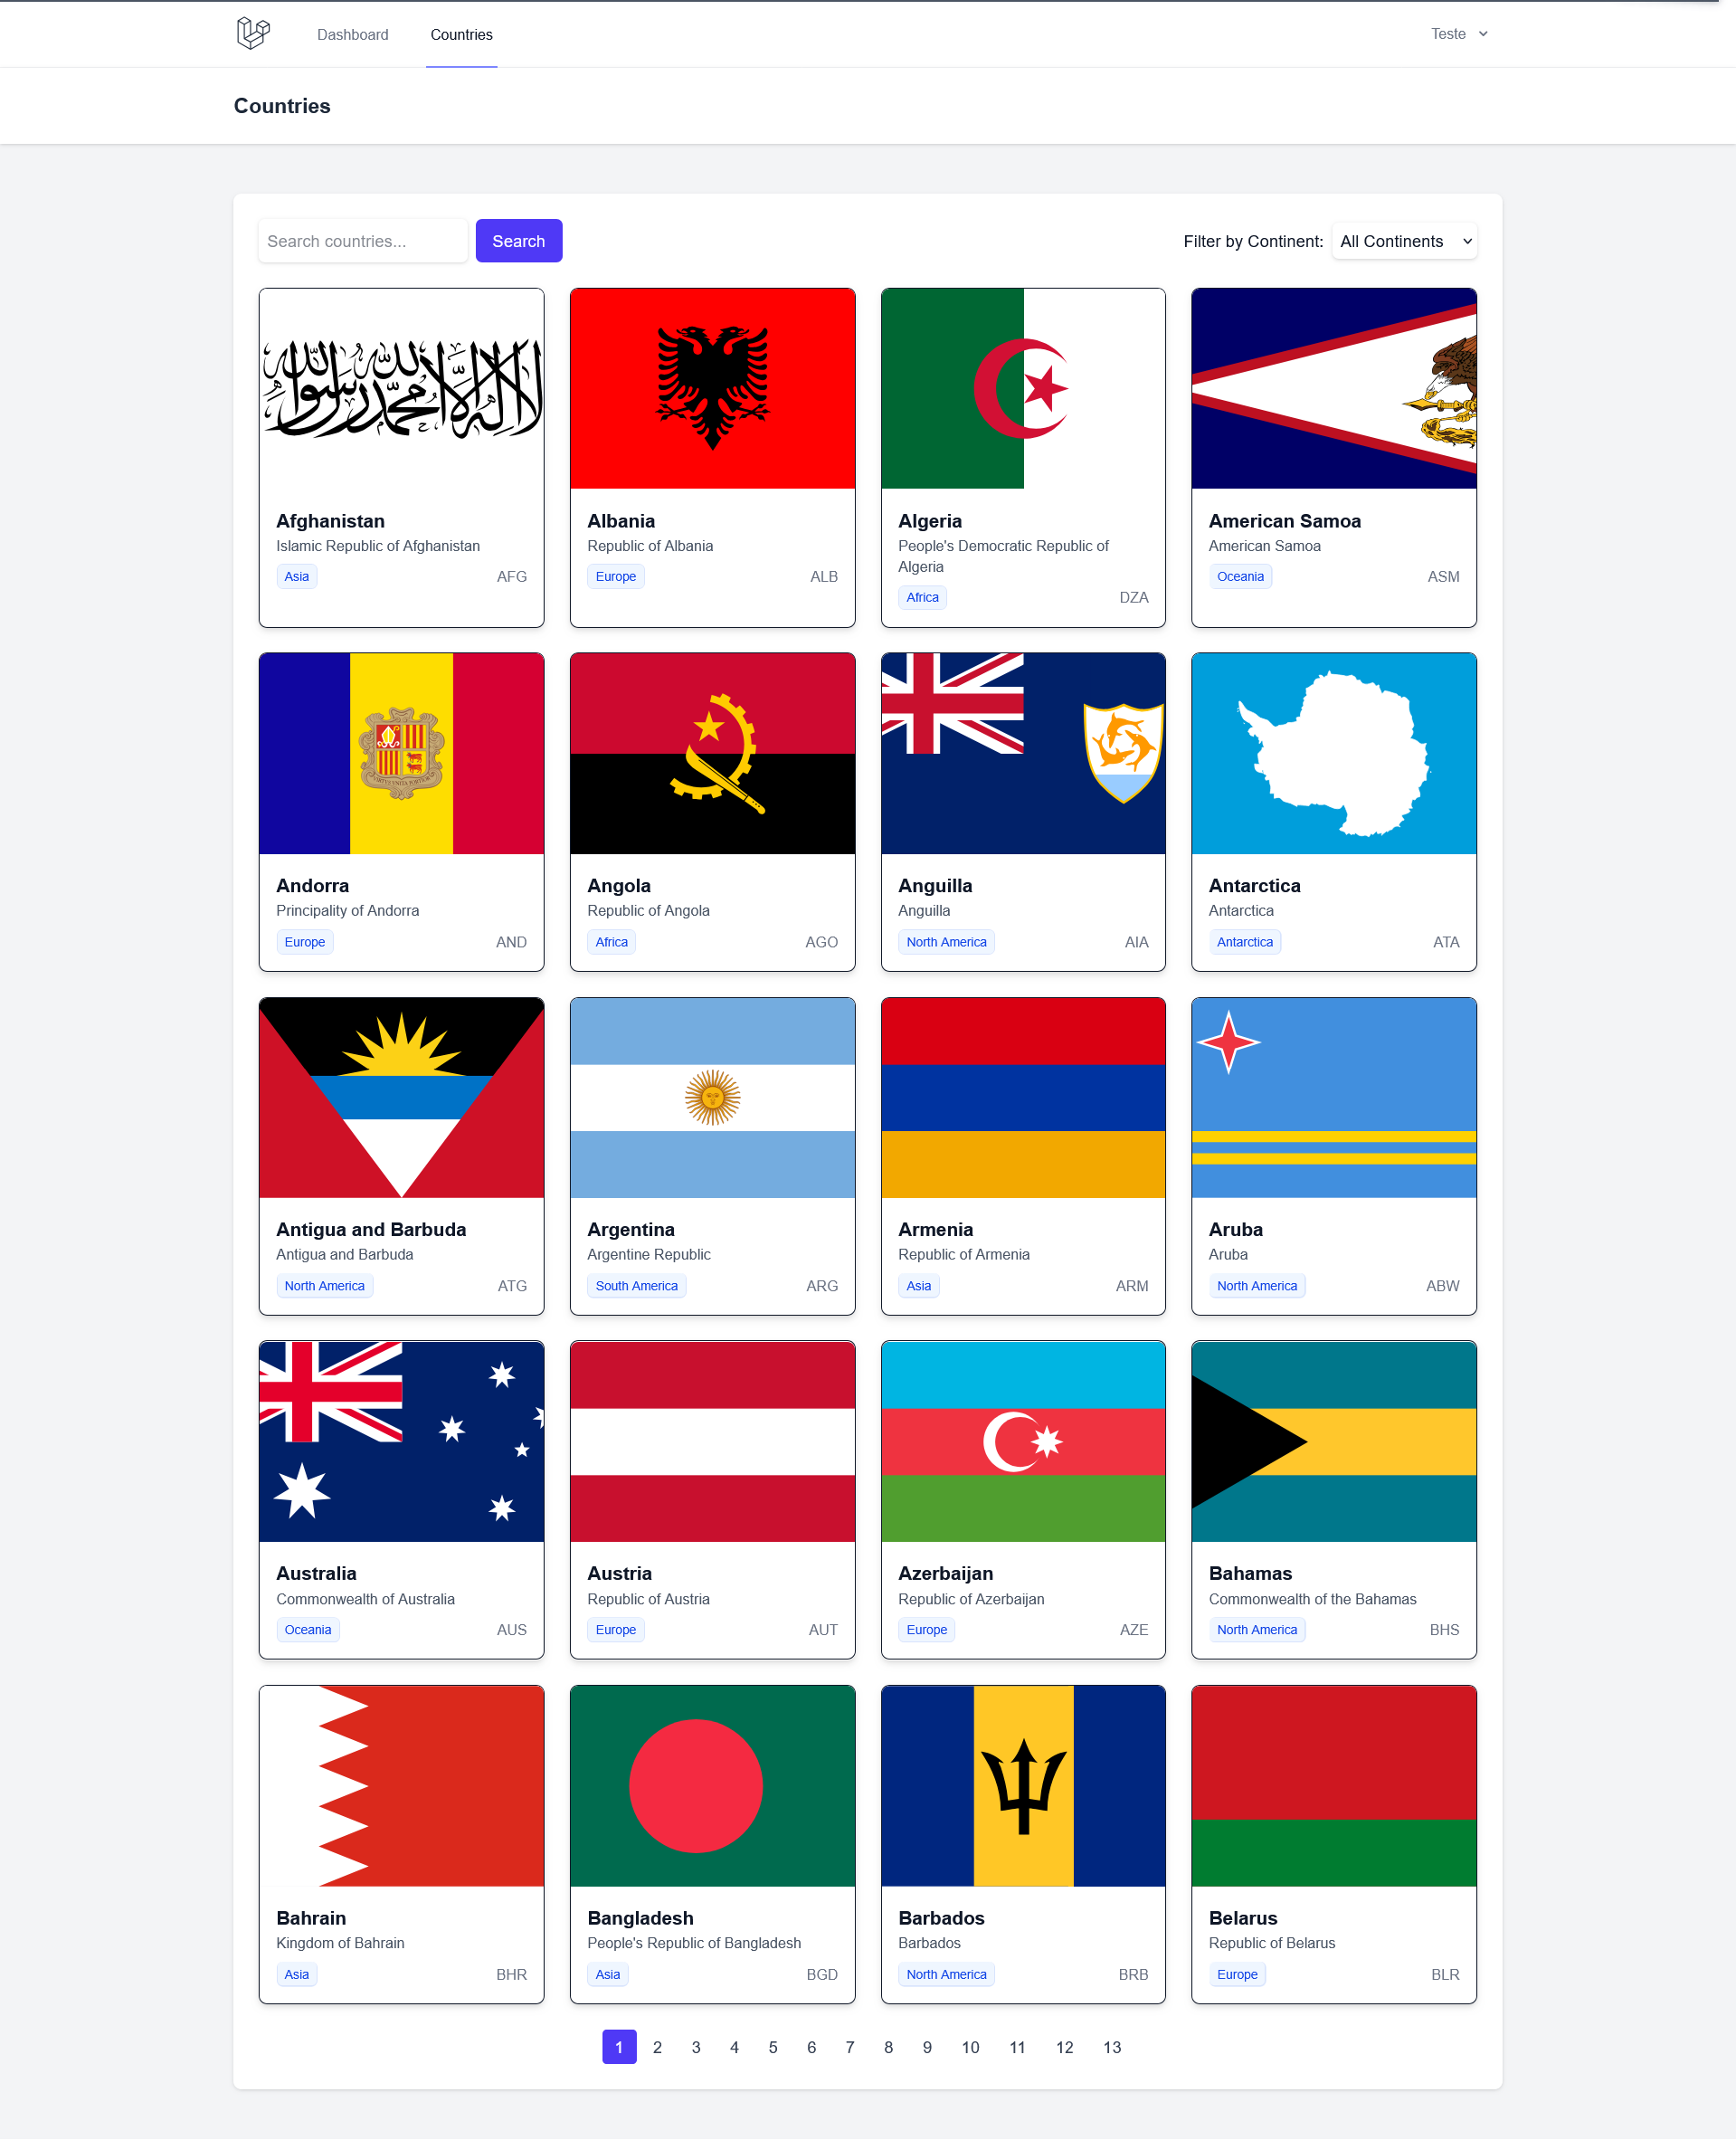 Dashboard
Countries
Teste
Countries
Search countries...
Search
Filter by Continent:
All Continents
لا إله إلا الله محمد رسول الله
Afghanistan
Islamic Republic of Afghanistan
Asia
AFG
Albania
Republic of Albania
Europe
ALB
Algeria
People's Democratic Republic of
Algeria
Africa
DZA
American Samoa
American Samoa
Oceania
ASM
Andorra
Principality of Andorra
Europe
AND
Angola
Republic of Angola
Africa
AGO
Anguilla
Anguilla
North America
AIA
Antarctica
Antarctica
Antarctica
ATA
Antigua and Barbuda
Antigua and Barbuda
North America
ATG
Argentina
Argentine Republic
South America
ARG
Armenia
Republic of Armenia
Asia
ARM
Aruba
Aruba
North America
ABW
Australia
Commonwealth of Australia
Oceania
AUS
Austria
Republic of Austria
Europe
AUT
Azerbaijan
Republic of Azerbaijan
Europe
AZE
Bahamas
Commonwealth of the Bahamas
North America
BHS
Bahrain
Kingdom of Bahrain
Asia
BHR
Bangladesh
People's Republic of Bangladesh
Asia
BGD
Barbados
Barbados
North America
BRB
Belarus
Republic of Belarus
Europe
BLR
1 2 3 4 5 6 7 8 9 10 11 12 13